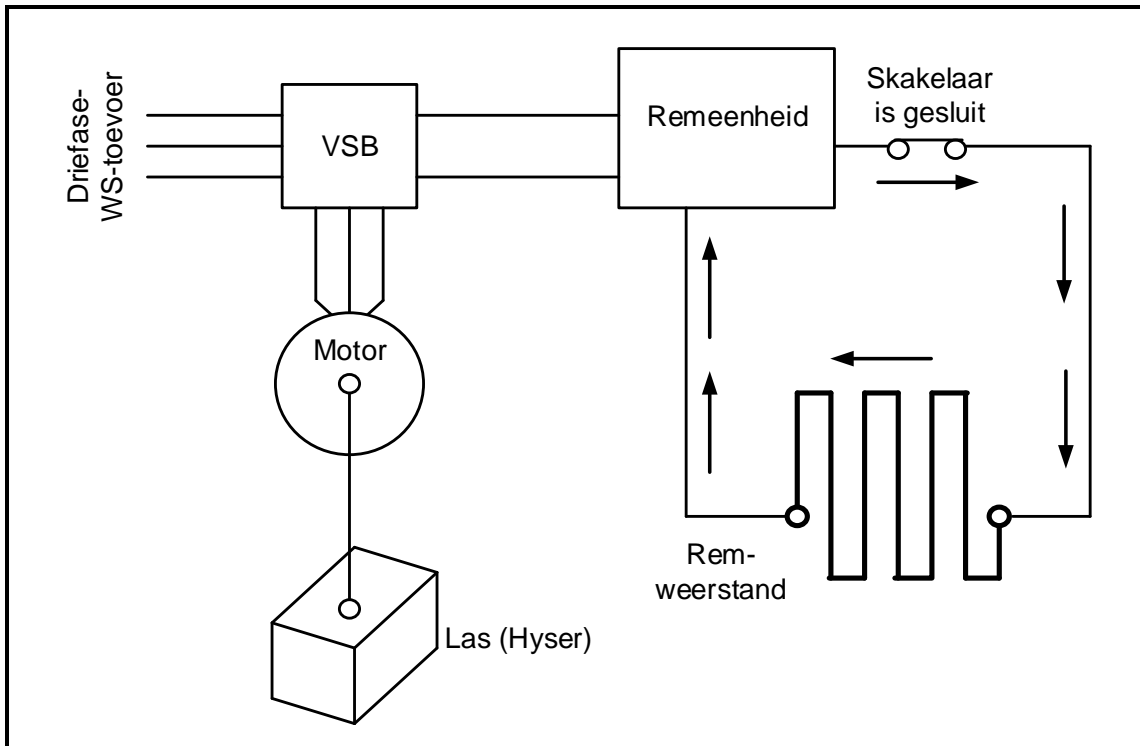 Driefase-
WS-toevoer
VSB
Remeenheid
Skakelaar
is gesluit
Motor
Rem-
weerstand
Las (Hyser)